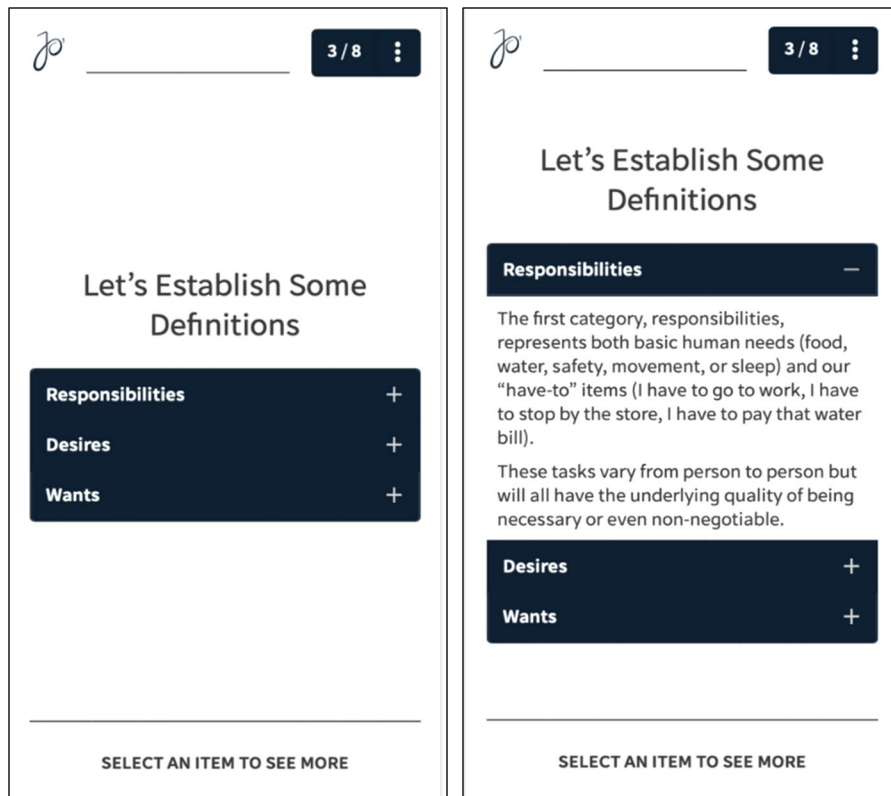 Jo'
3 / 8
Let’s Establish Some
Definitions
Responsibilities
Desires
Wants
SELECT AN ITEM TO SEE MORE
Jo'
3 / 8
Let’s Establish Some
Definitions
Responsibilities
The first category, responsibilities,
represents both basic human needs (food,
water, safety, movement, or sleep) and our
“have-to” items (I have to go to work, I have
to stop by the store, I have to pay that water
bill).
These tasks vary from person to person but
will all have the underlying quality of being
necessary or even non-negotiable.
Desires
Wants
SELECT AN ITEM TO SEE MORE